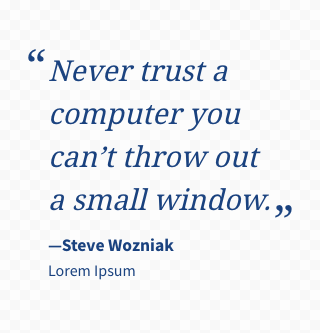 “Never trust a
computer you
can’t throw out
a small window.”
—Steve Wozniak
Lorem Ipsum